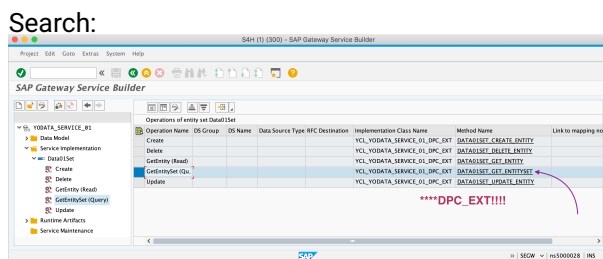 Search:
S4H (1) (300) - SAP Gateway Service Builder
Project Edit Goto Extras System Help
SAP Gateway Service Builder
Operations of entity set Data01Set
Operation Name DS Group DS Name Data Source Type RFC Destination Implementation Class Name Method Name Link to mapping no
YODATA_SERVICE_01
Data Model
Service Implementation
Data01Set
Create
Delete
GetEntity (Read)
GetEntitySet (Query)
Update
Runtime Artifacts
Service Maintenance
Create YCL_YODATA_SERVICE_01_DPC_EXT DATA01SET_CREATE_ENTITY
Delete YCL_YODATA_SERVICE_01_DPC_EXT DATA01SET_DELETE_ENTITY
GetEntity (Read) YCL_YODATA_SERVICE_01_DPC_EXT DATA01SET_GET_ENTITY
GetEntitySet (Qu. YCL_YODATA_SERVICE_01_DPC_EXT DATA01SET_GET_ENTITYSET
Update YCL_YODATA_SERVICE_01_DPC_EXT DATA01SET_UPDATE_ENTITY
****DPC_EXT!!!!
SAP
SEGW ns5000028 INS